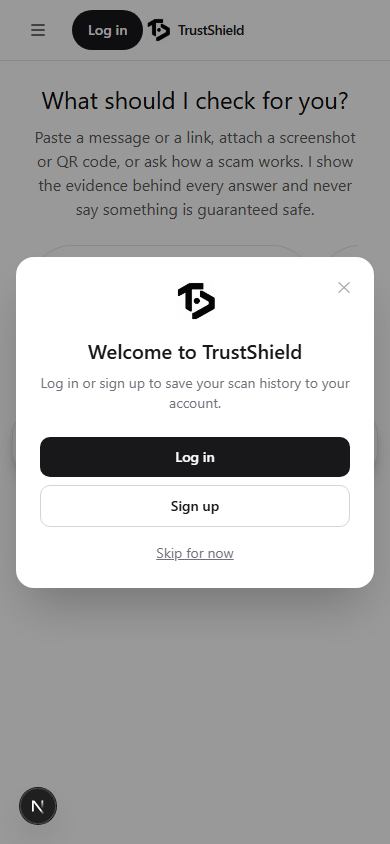 Log in
TrustShield
What should I check for you?
Paste a message or a link, attach a screenshot
or QR code, or ask how a scam works. I show
the evidence behind every answer and never
say something is guaranteed safe.
Welcome to TrustShield
Log in or sign up to save your scan history to your
account.
Log in
Sign up
Skip for now
N